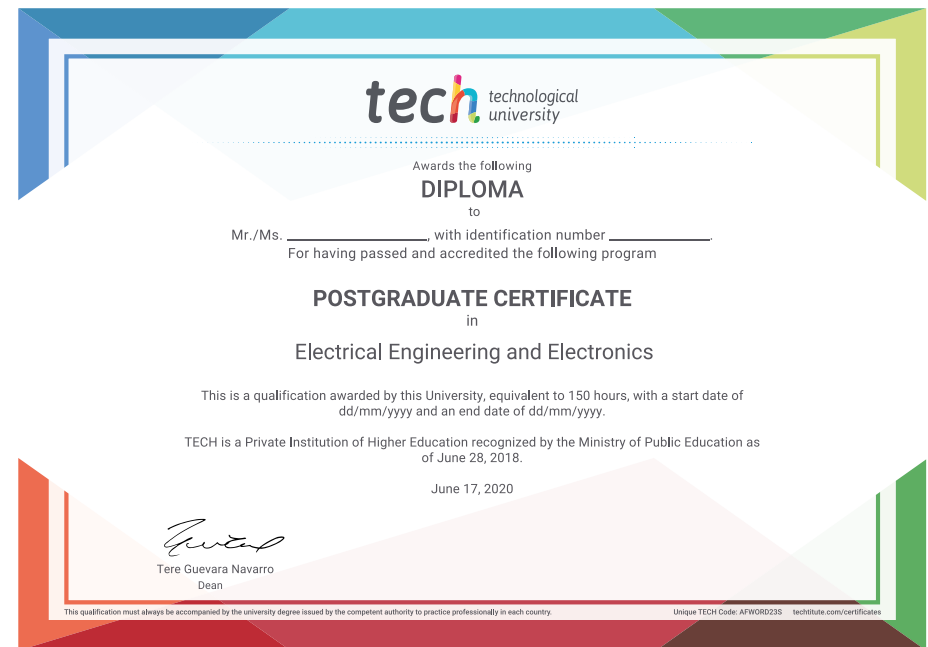 tech technological
university
Awards the following
DIPLOMA
to
Mr./Ms. ____________, with identification number ____________.
For having passed and accredited the following program
POSTGRADUATE CERTIFICATE
in
Electrical Engineering and Electronics
This is a qualification awarded by this University, equivalent to 150 hours, with a start date of
dd/mm/yyyy and an end date of dd/mm/yyyy.
TECH is a Private Institution of Higher Education recognized by the Ministry of Public Education as
of June 28, 2018.
June 17, 2020
Tere Guevara Navarro
Dean
This qualification must always be accompanied by the university degree issued by the competent authority to practice professionally in each country. Unique TECH Code: AFWORD23S techtitute.com/certificates